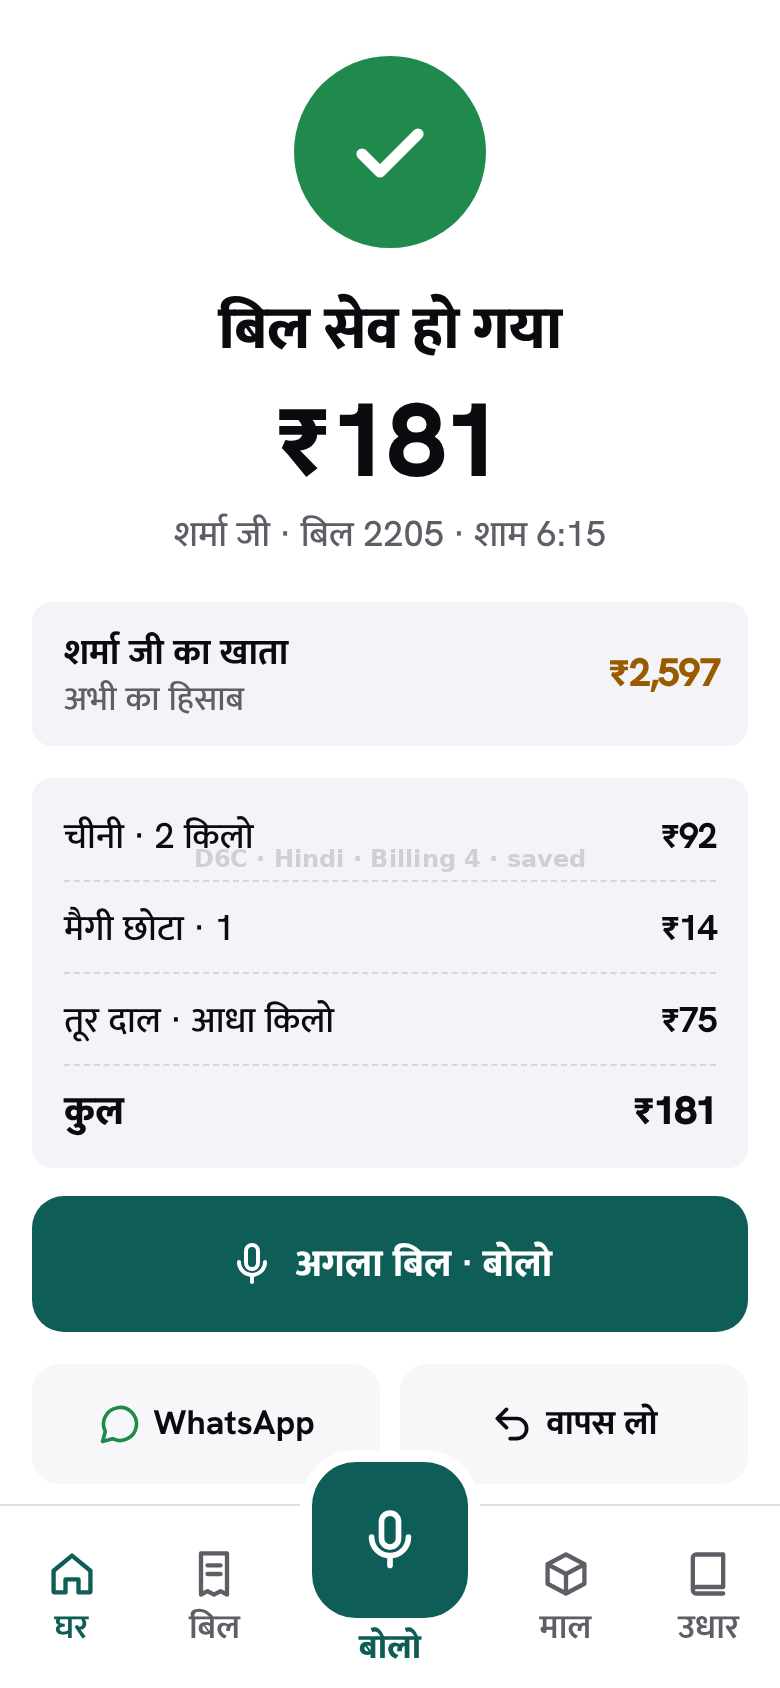 बिल सेव हो गया
₹181
शर्मा जी · बिल 2205 · शाम 6:15
शर्मा जी का खाता
अभी का हिसाब
₹2,597
चीनी · 2 किलो ₹92
D6C · Hindi · Billing 4 · saved
मैगी छोटा · 1 ₹14
तूर दाल · आधा किलो ₹75
कुल ₹181
अगला बिल · बोलो
WhatsApp वापस लो
घर बिल बोलो माल उधार